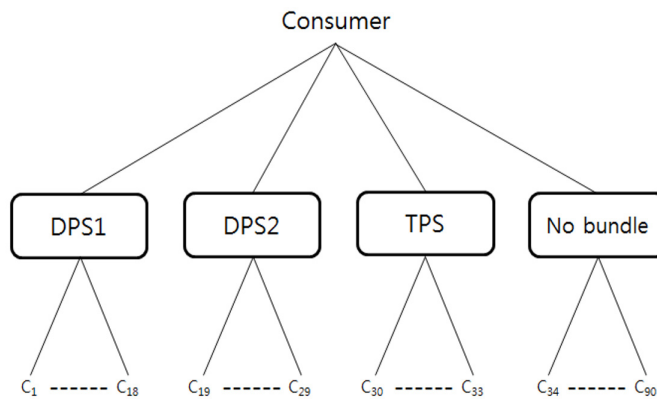 Consumer
DPS1 DPS2 TPS No bundle
C1 ------- C18 C19 ------- C29 C30 ------- C33 C34 ------- C90